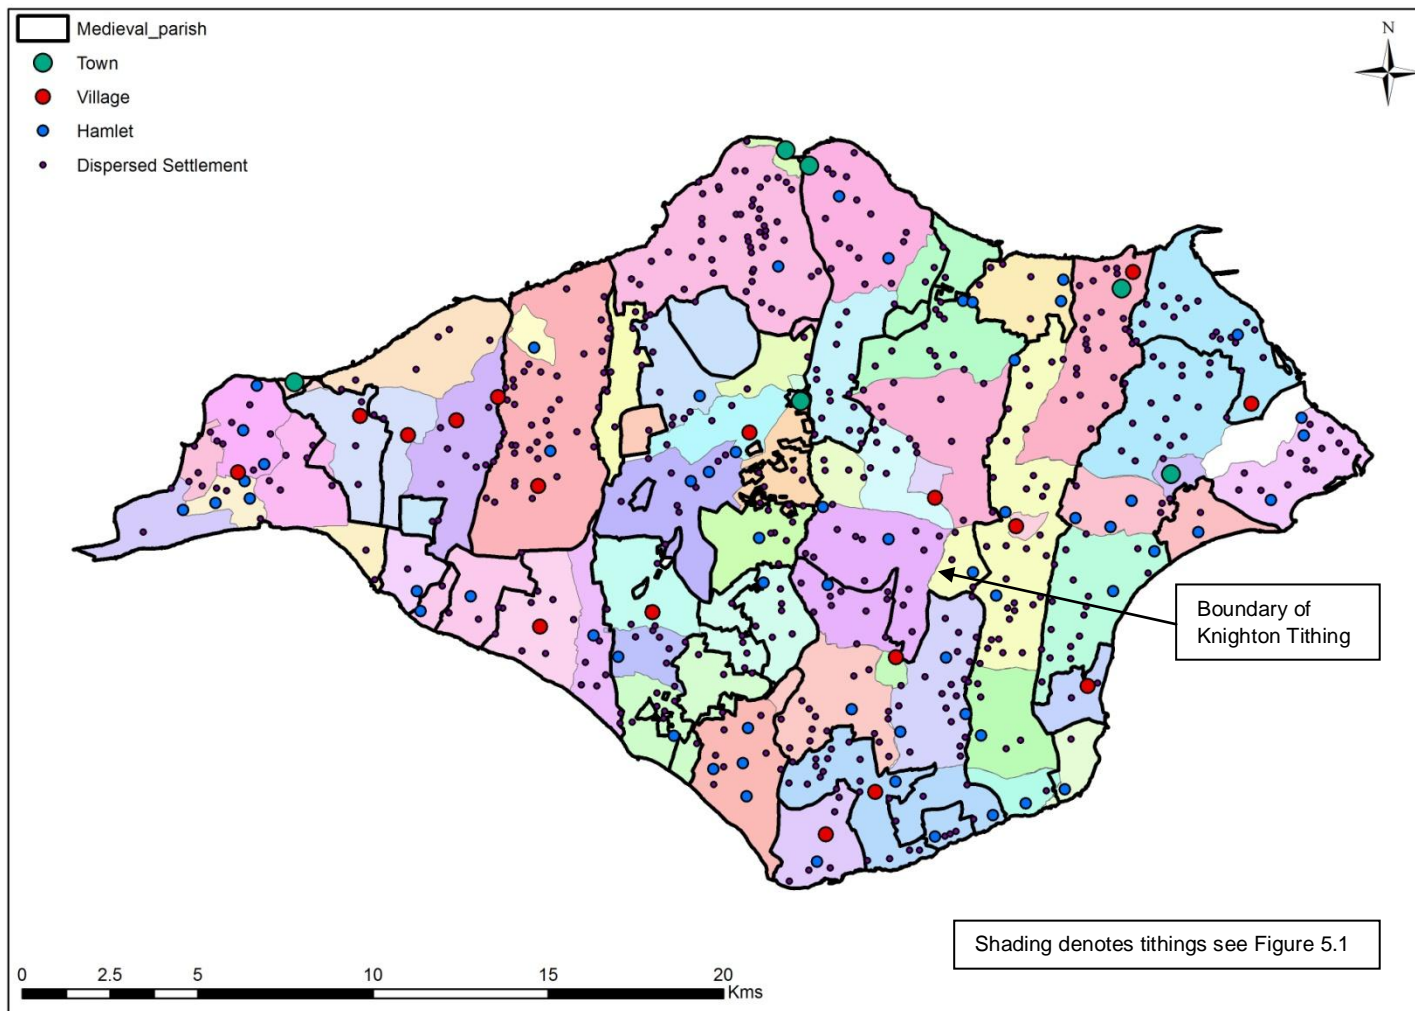 Medieval_parish
Town
Village
Hamlet
Dispersed Settlement
N
Boundary of
Knighton Tithing
Shading denotes tithings see Figure 5.1
0 2.5 5 10 15 20
Kms